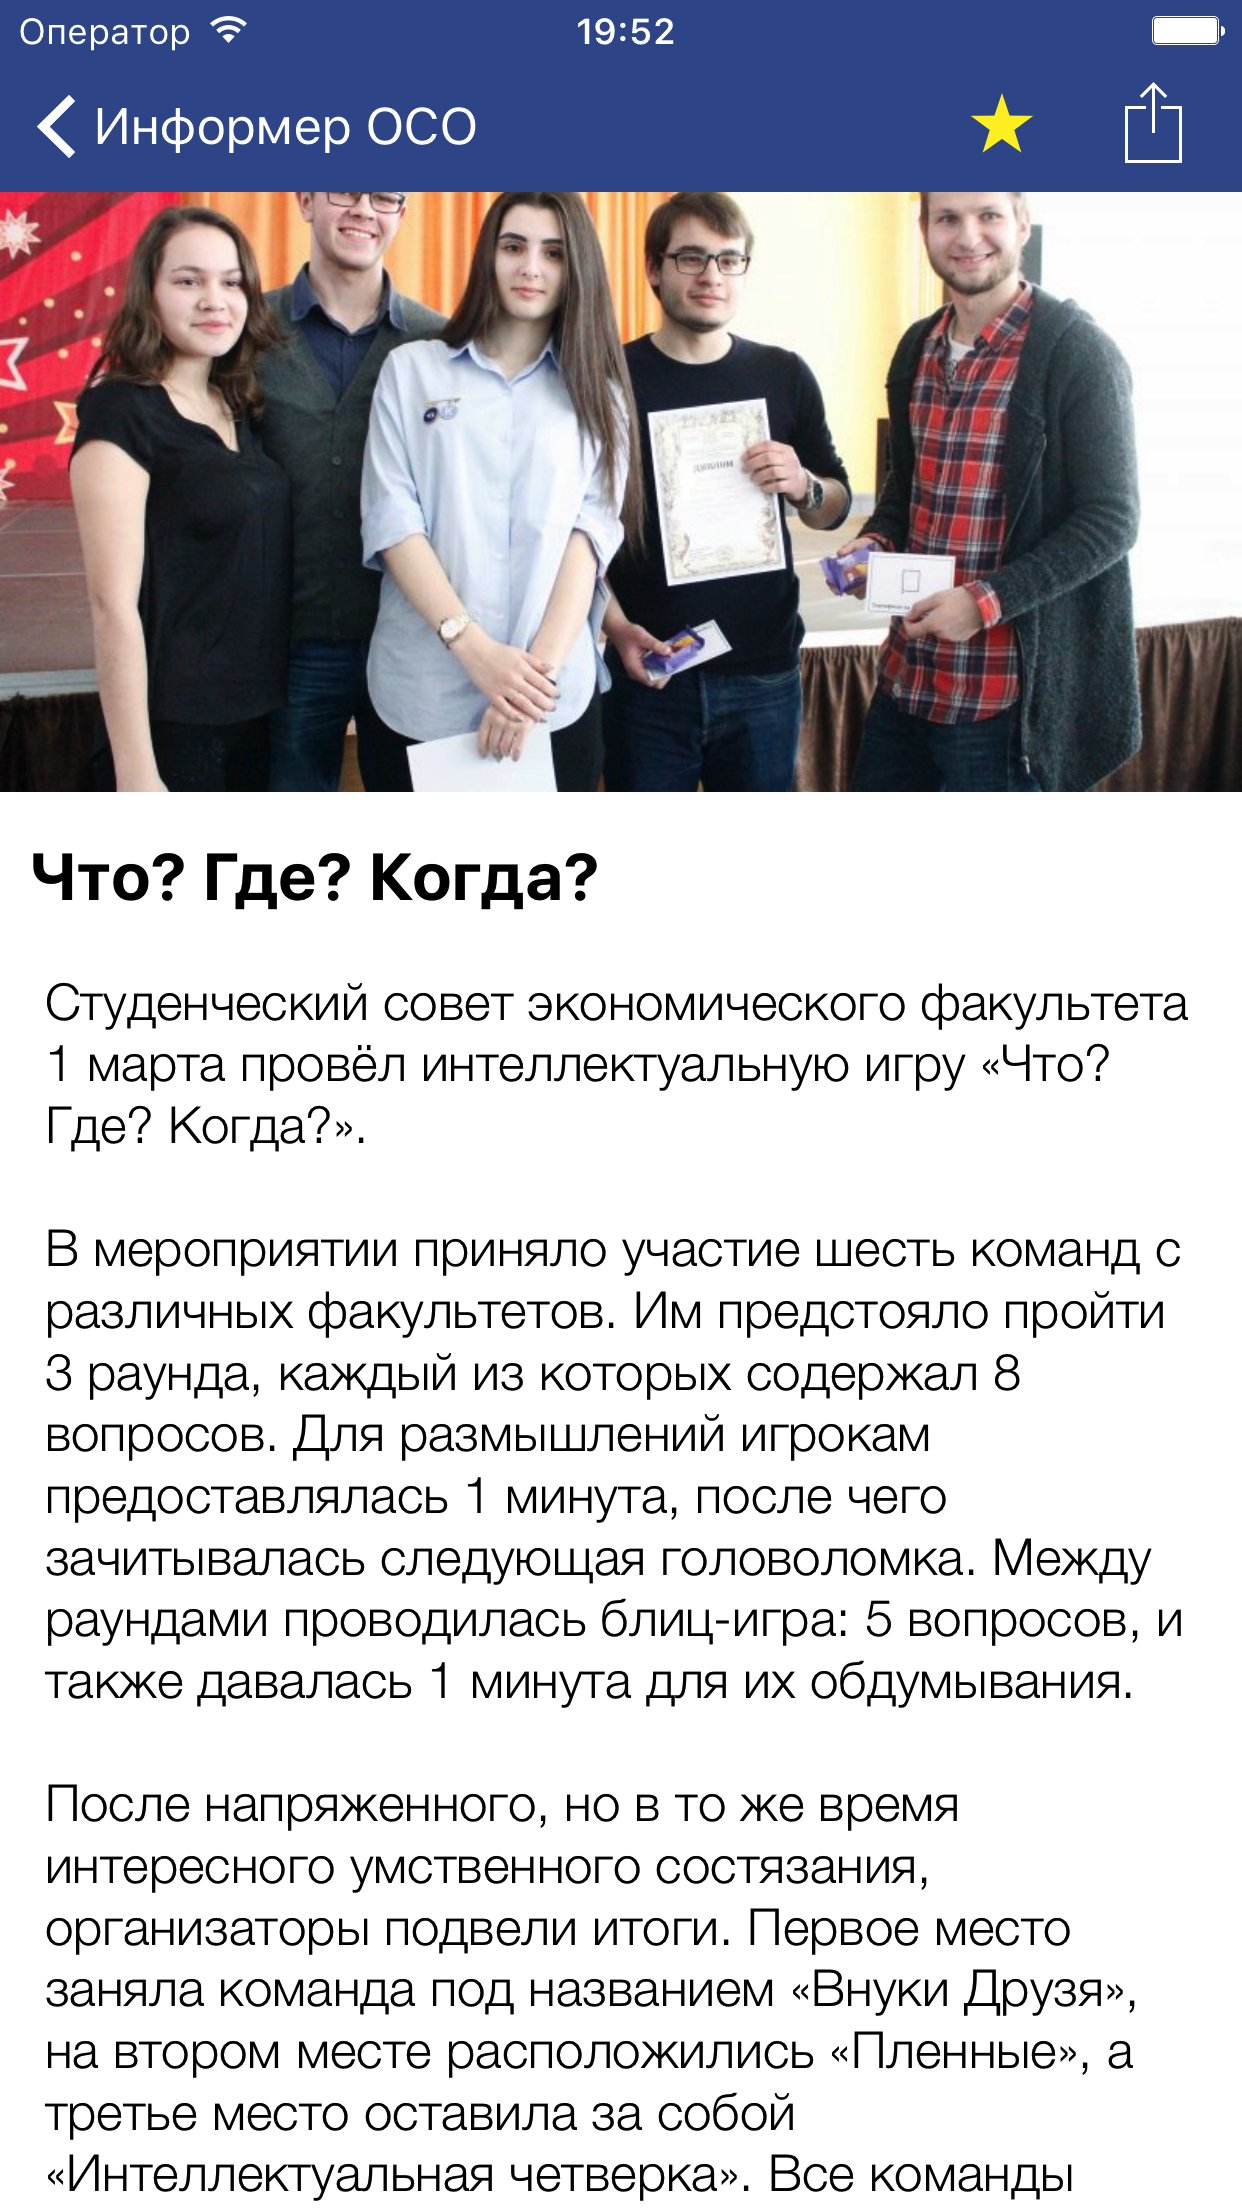 Оператор 19:52
Информер ОСО
ДИПЛОМ
Что? Где? Когда?
Студенческий совет экономического факультета
1 марта провёл интеллектуальную игру «Что?
Где? Когда?».
В мероприятии приняло участие шесть команд с
различных факультетов. Им предстояло пройти
3 раунда, каждый из которых содержал 8
вопросов. Для размышлений игрокам
предоставлялась 1 минута, после чего
зачитывалась следующая головоломка. Между
раундами проводилась блиц-игра: 5 вопросов, и
также давалась 1 минута для их обдумывания.
После напряженного, но в то же время
интересного умственного состязания,
организаторы подвели итоги. Первое место
заняла команда под названием «Внуки Друзя»,
на втором месте расположились «Пленные», а
третье место оставила за собой
«Интеллектуальная четверка». Все команды